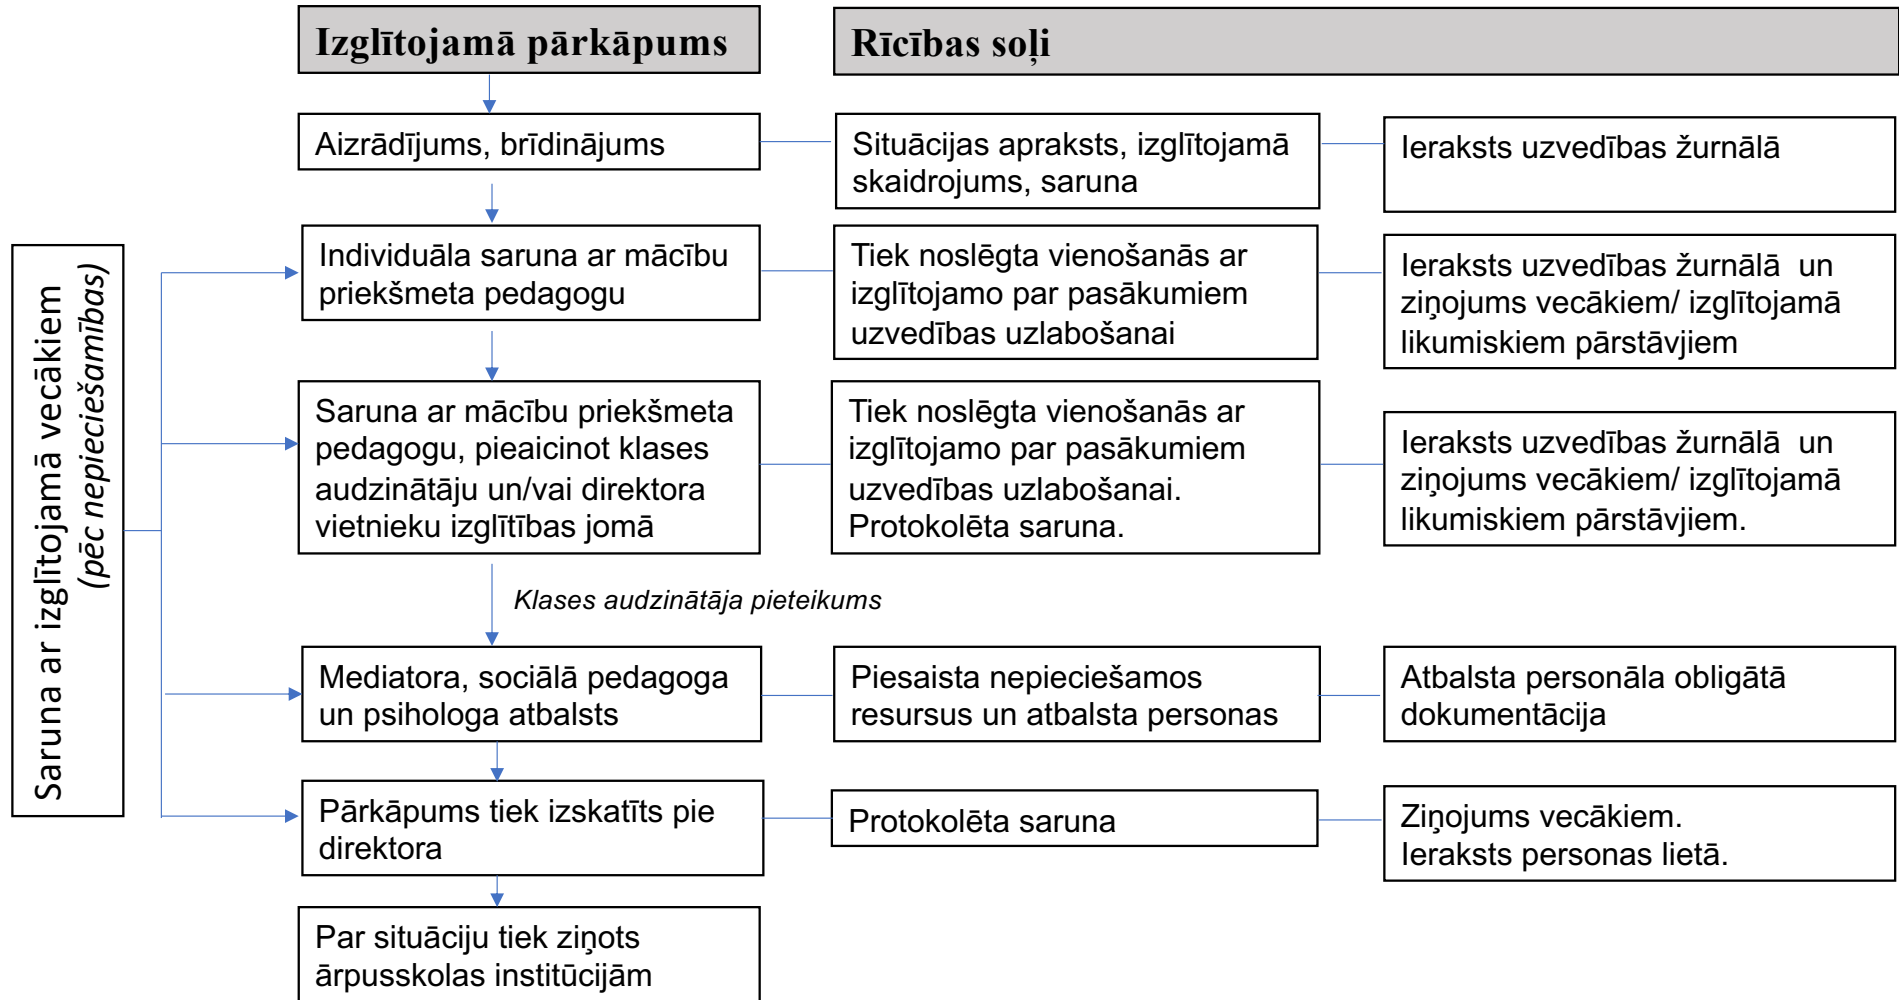 Izglītojamā pārkāpums
Rīcības soļi
Aizrādījums, brīdinājums
Situācijas apraksts, izglītojamā
skaidrojums, saruna
Ieraksts uzvedības žurnālā
Saruna ar izglītojamā vecākiem
(pēc nepieciešamības)
Individuāla saruna ar mācību
priekšmeta pedagogu
Tiek noslēgta vienošanās ar
izglītojamo par pasākumiem
uzvedības uzlabošanai
Ieraksts uzvedības žurnālā  un
ziņojums vecākiem/ izglītojamā
likumiskiem pārstāvjiem
Saruna ar mācību priekšmeta
pedagogu, pieaicinot klases
audzinātāju un/vai direktora
vietnieku izglītības jomā
Tiek noslēgta vienošanās ar
izglītojamo par pasākumiem
uzvedības uzlabošanai.
Protokolēta saruna.
Ieraksts uzvedības žurnālā  un
ziņojums vecākiem/ izglītojamā
likumiskiem pārstāvjiem.
Klases audzinātāja pieteikums
Mediatora, sociālā pedagoga
un psihologa atbalsts
Piesaista nepieciešamos
resursus un atbalsta personas
Atbalsta personāla obligātā
dokumentācija
Pārkāpums tiek izskatīts pie
direktora
Protokolēta saruna
Ziņojums vecākiem.
Ieraksts personas lietā.
Par situāciju tiek ziņots
ārpusskolas institūcijām